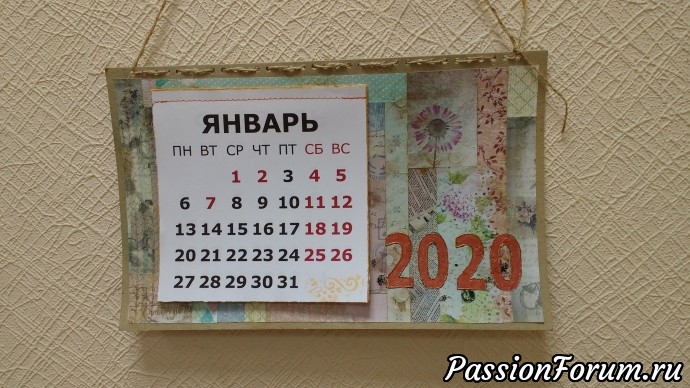 ЯНВАРЬ
ПН ВТ СР ЧТ ПТ СБ ВС
1 2 3 4 5
6 7 8 9 10 11 12
13 14 15 16 17 18 19
20 21 22 23 24 25 26
27 28 29 30 31
2020
PassionForum.ru